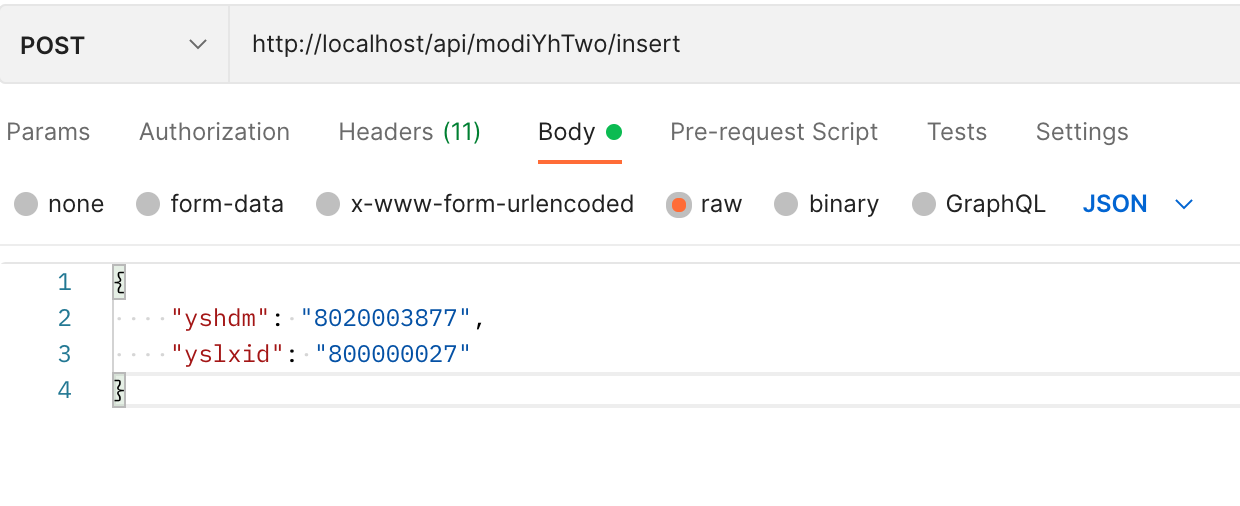 POST http://localhost/api/modiYhTwo/insert
Params Authorization Headers (11) Body Pre-request Script Tests Settings
none form-data x-www-form-urlencoded raw binary GraphQL JSON
1 {
2 "yshdm": "8020003877",
3 "yslxid": "800000027"
4 }